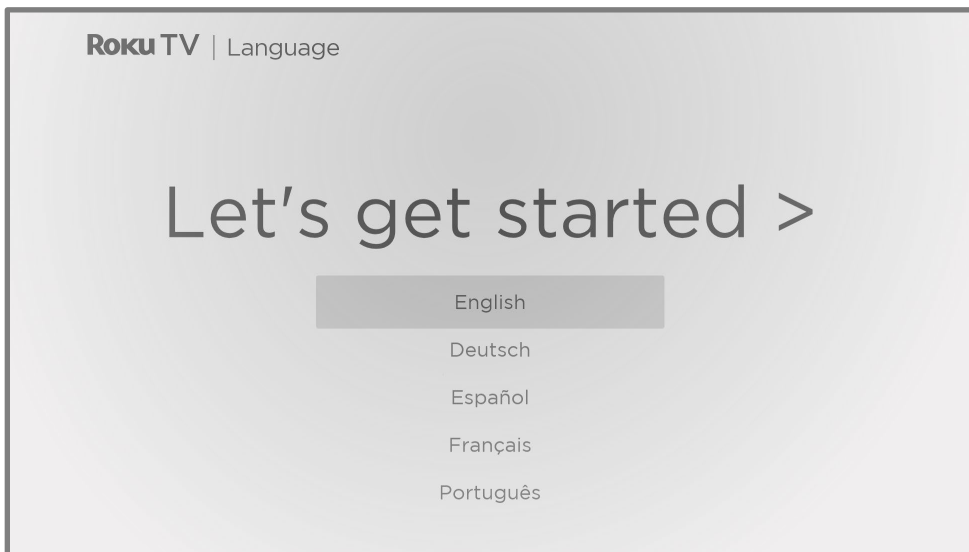 Roku TV | Language
Let's get started >
English
Deutsch
Español
Français
Português